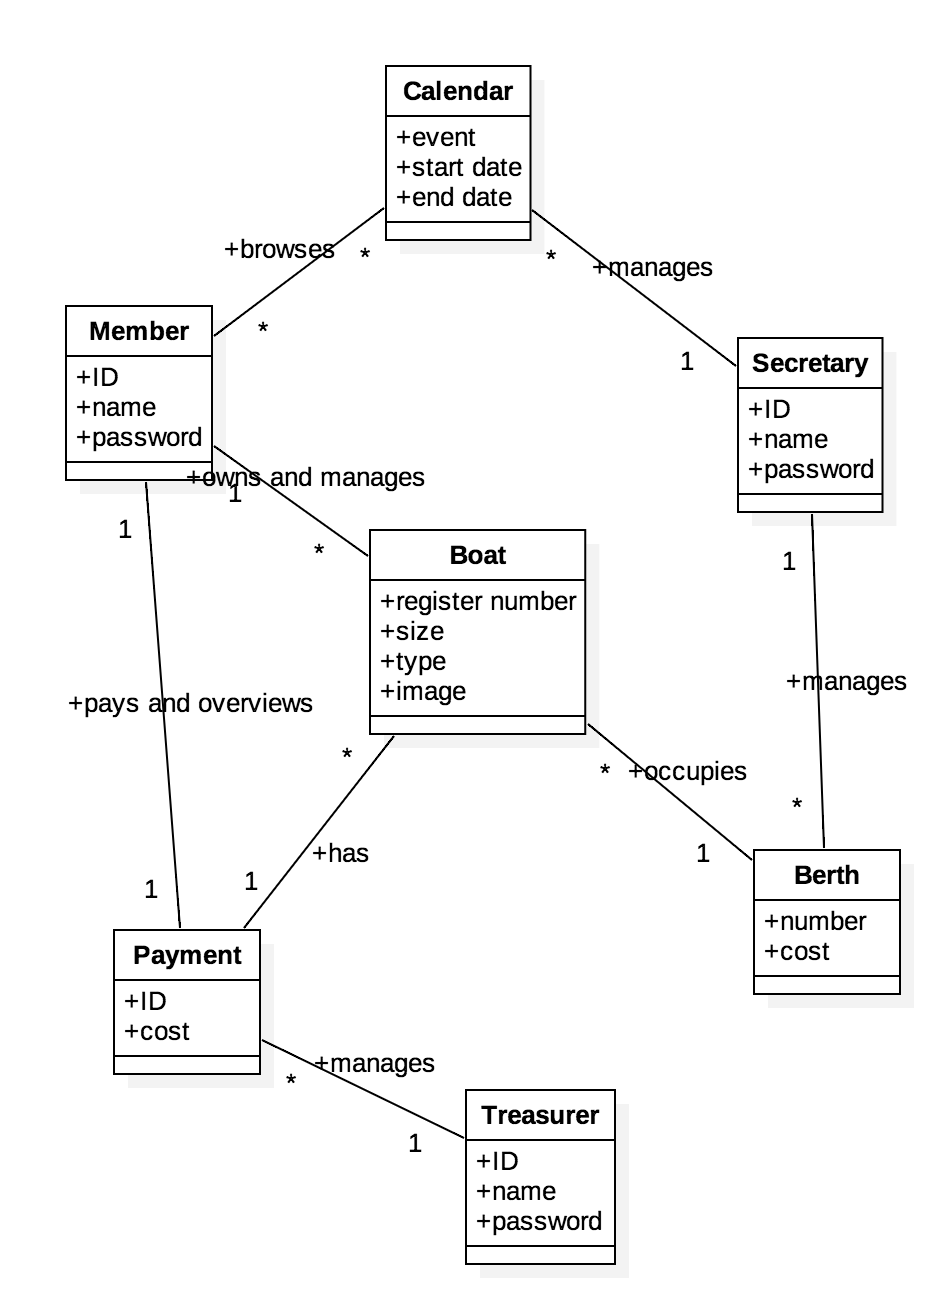 Calendar
+event
+start date
+end date
+browses
*
*
+manages
*
1
Member
+ID
+name
+password
Secretary
+ID
+name
+password
+owns and manages
1
*
1
Boat
+register number
+size
+type
+image
1
+manages
*
+pays and overviews
1
*
+has
1
*
+occupies
1
Berth
+number
+cost
Payment
+ID
+cost
+manages
*
1
Treasurer
+ID
+name
+password